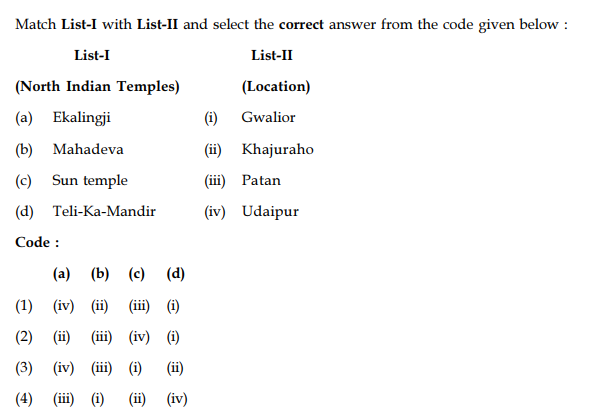 Match List-I with List-II and select the correct answer from the code given below :
List-I List-II
(North Indian Temples) (Location)
(a) Ekalingji (i) Gwalior
(b) Mahadeva (ii) Khajuraho
(c) Sun temple (iii) Patan
(d) Teli-Ka-Mandir (iv) Udaipur
Code :
(a) (b) (c) (d)
(1) (iv) (ii) (iii) (i)
(2) (ii) (iii) (iv) (i)
(3) (iv) (iii) (i) (ii)
(4) (iii) (i) (ii) (iv)